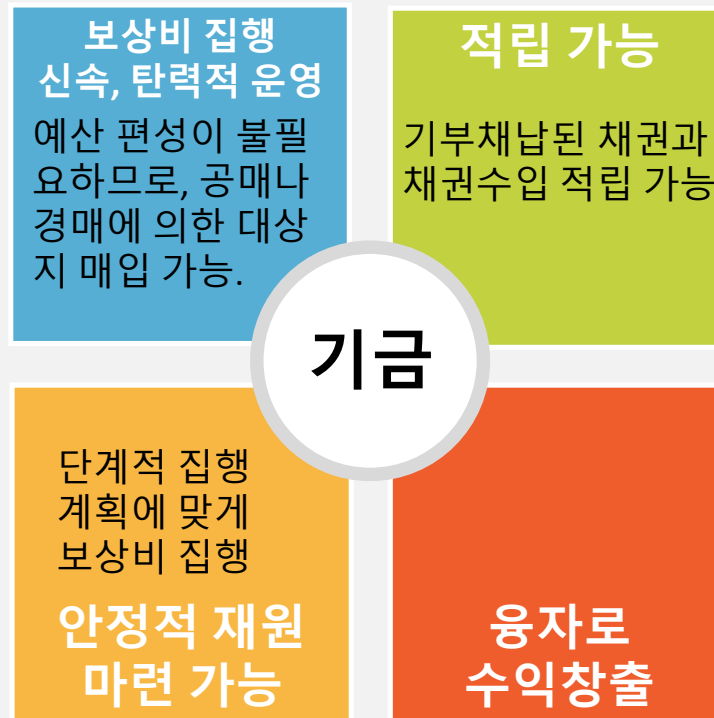 보상비 집행
신속, 탄력적 운영
예산 편성이 불필
요하므로, 공매나
경매에 의한 대상
지 매입 가능.
적립 가능
기부채납된 채권과
채권수입 적립 가능
기금
단계적 집행
계획에 맞게
보상비 집행
안정적 재원
마련 가능
융자로
수익창출